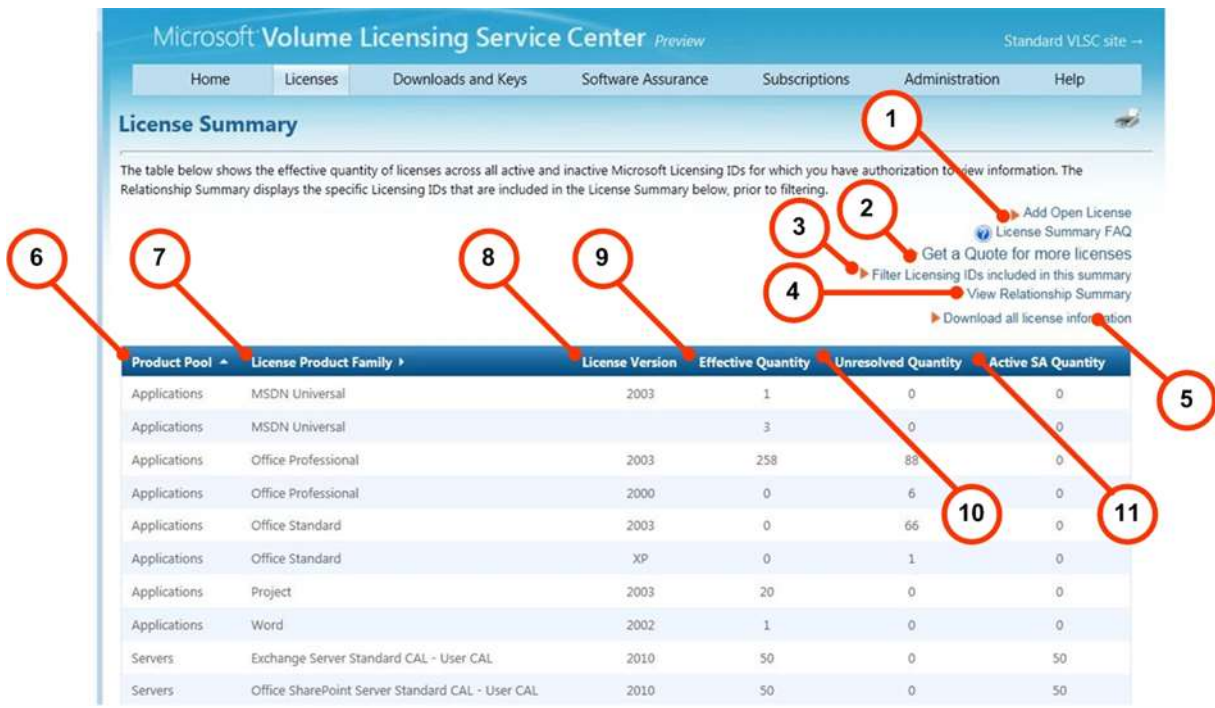 Microsoft Volume Licensing Service Center Preview
Standard VLSC site →
Home Licenses Downloads and Keys Software Assurance Subscriptions Administration Help
License Summary
1
The table below shows the effective quantity of licenses across all active and inactive Microsoft Licensing IDs for which you have authorization to view information. The
Relationship Summary displays the specific Licensing IDs that are included in the License Summary below, prior to filtering.
2
3
Add Open License
License Summary FAQ
Get a Quote for more licenses
6
7
8
9
4
Filter Licensing IDs included in this summary
View Relationship Summary
Download all license information
Product Pool License Product Family License Version Effective Quantity Unresolved Quantity Active SA Quantity
5
Applications MSDN Universal 2003 1 0 0
Applications MSDN Universal 3 0 0
Applications Office Professional 2003 258 88 0
Applications Office Professional 2000 0 6 0
10
11
Applications Office Standard 2003 0 66 0
Applications Office Standard XP 0 1 0
Applications Project 2003 20 0 0
Applications Word 2002 1 0 0
Servers Exchange Server Standard CAL - User CAL 2010 50 0 50
Servers Office SharePoint Server Standard CAL - User CAL 2010 50 0 50